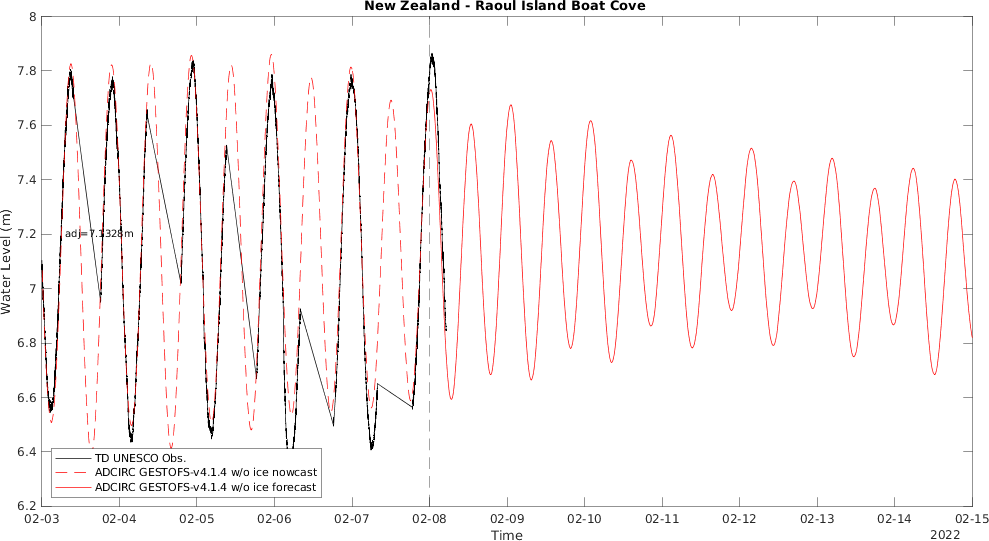 New Zealand - Raoul Island Boat Cove
Water Level (m)
8
7.8
7.6
7.4
7.2
7
6.8
6.6
6.4
6.2
adj=7.1328m
TD UNESCO Obs.
ADCIRC GESTOFS-v4.1.4 w/o ice nowcast
ADCIRC GESTOFS-v4.1.4 w/o ice forecast
02-03 02-04 02-05 02-06 02-07 02-08 02-09 02-10 02-11 02-12 02-13 02-14 02-15
Time
2022